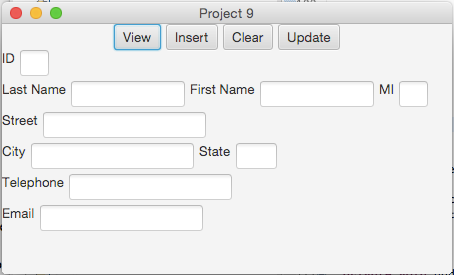 Project 9
View Insert Clear Update
ID
Last Name First Name MI
Street
City State
Telephone
Email